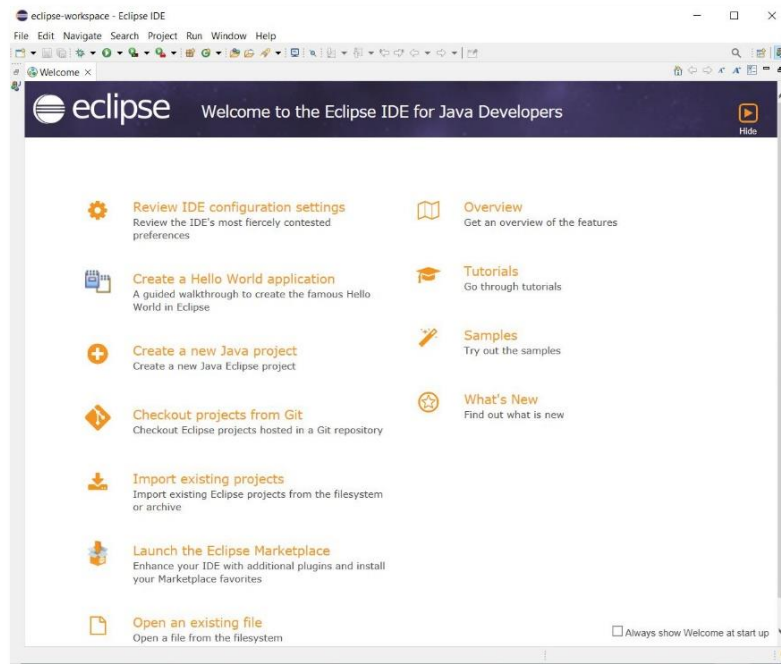 eclipse-workspace - Eclipse IDE
File Edit Navigate Search Project Run Window Help
Welcome
eclipse Welcome to the Eclipse IDE for Java Developers
Hide
Review IDE configuration settings
Review the IDE's most fiercely contested
preferences
Create a Hello World application
A guided walkthrough to create the famous Hello
World in Eclipse
Create a new Java project
Create a new Java Eclipse project
Checkout projects from Git
Checkout Eclipse projects hosted in a Git repository
Import existing projects
Import existing Eclipse projects from the filesystem
or archive
Launch the Eclipse Marketplace
Enhance your IDE with additional plugins and install
your Marketplace favorites
Open an existing file
Open a file from the filesystem
Overview
Get an overview of the features
Tutorials
Go through tutorials
Samples
Try out the samples
What's New
Find out what is new
Always show Welcome at start up